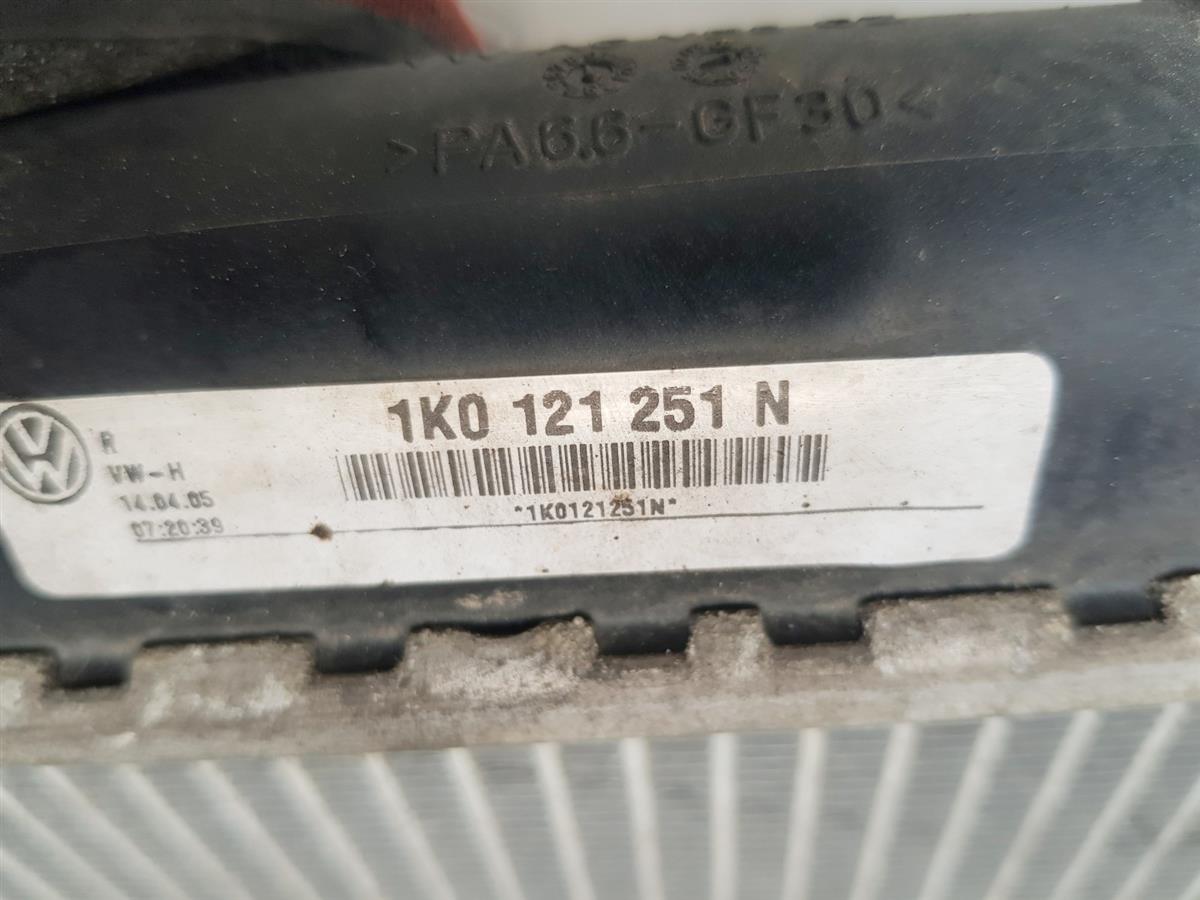 >PA6.6-GF30<
1K0 121 251 N
R
VW-H
14.04.05
07:20:39
*1K0121251N*